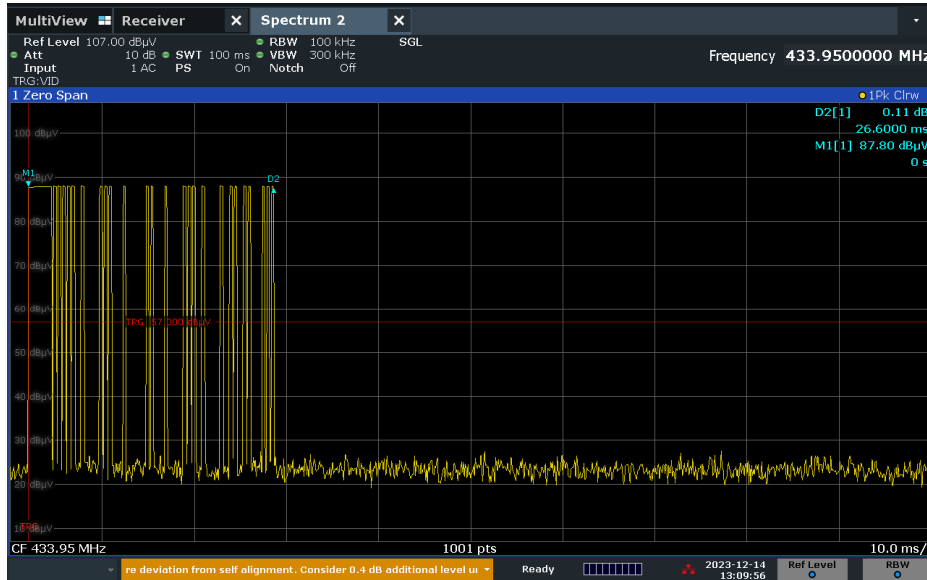 MultiView Receiver X Spectrum 2 X
Ref Level 107.00 dBµV RBW 100 kHz SGL
Att 10 dB SWT 100 ms VBW 300 kHz Frequency 433.9500000 MHz
Input 1 AC PS On Notch Off
TRG:VID
1 Zero Span 1Pk Clrw
D2[1] 0.11 dB
26.6000 ms
M1[1] 87.80 dBµV
0 s
100 dBµV
M1
90 dBµV
D2
80 dBµV
70 dBµV
60 dBµV
TRG 57.000 dBµV
50 dBµV
40 dBµV
30 dBµV
20 dBµV
10 dBµV
TRG
CF 433.95 MHz 1001 pts 10.0 ms/
re deviation from self alignment. Consider 0.4 dB additional level u Ready 2023-12-14 Ref Level RBW
13:09:56